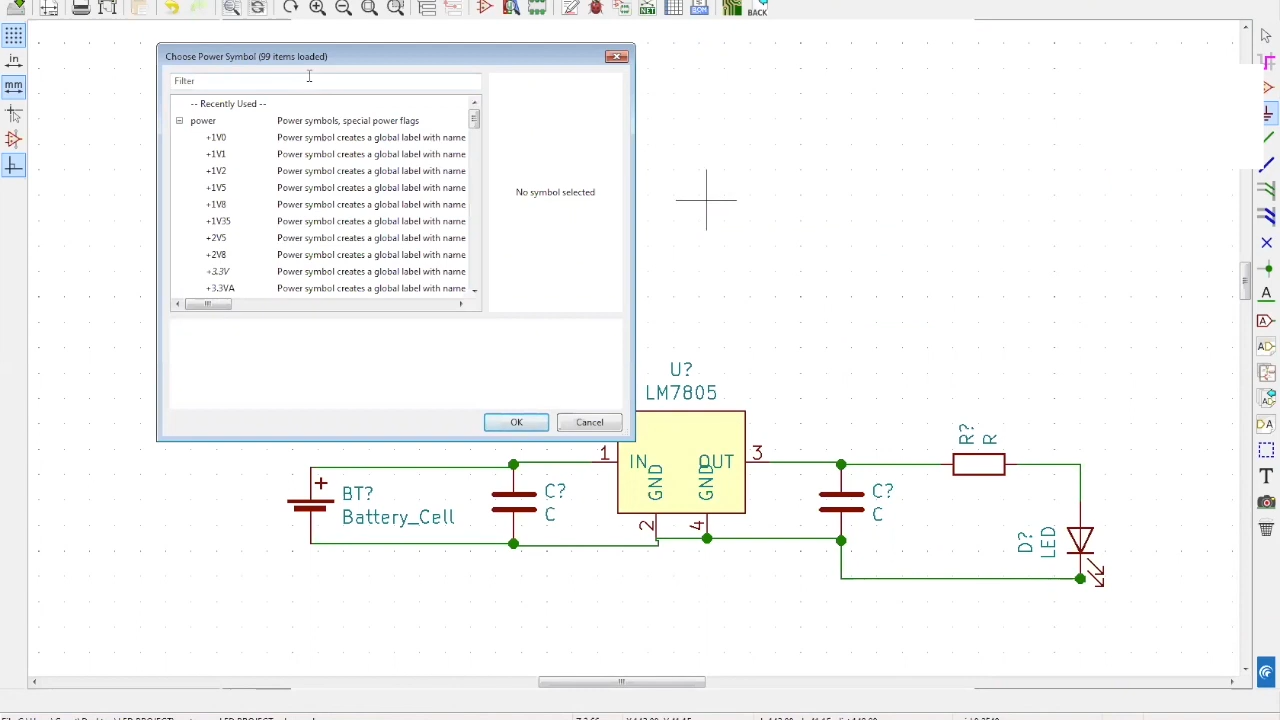 BACK
NET
BOM
in
mm
Choose Power Symbol (99 items loaded)
Filter
-- Recently Used --
power Power symbols, special power flags
+1V0 Power symbol creates a global label with name
+1V1 Power symbol creates a global label with name
+1V2 Power symbol creates a global label with name
+1V5 Power symbol creates a global label with name
+1V8 Power symbol creates a global label with name
+1V35 Power symbol creates a global label with name
+2V5 Power symbol creates a global label with name
+2V8 Power symbol creates a global label with name
+3.3V Power symbol creates a global label with name
+3.3VA Power symbol creates a global label with name
No symbol selected
OK Cancel
U?
LM7805
1 IN OUT 3
GND GND
2 4
+
BT?
Battery_Cell
C?
C
C?
C
R?
R
D?
LED
A
A
AD
AD
DA
T